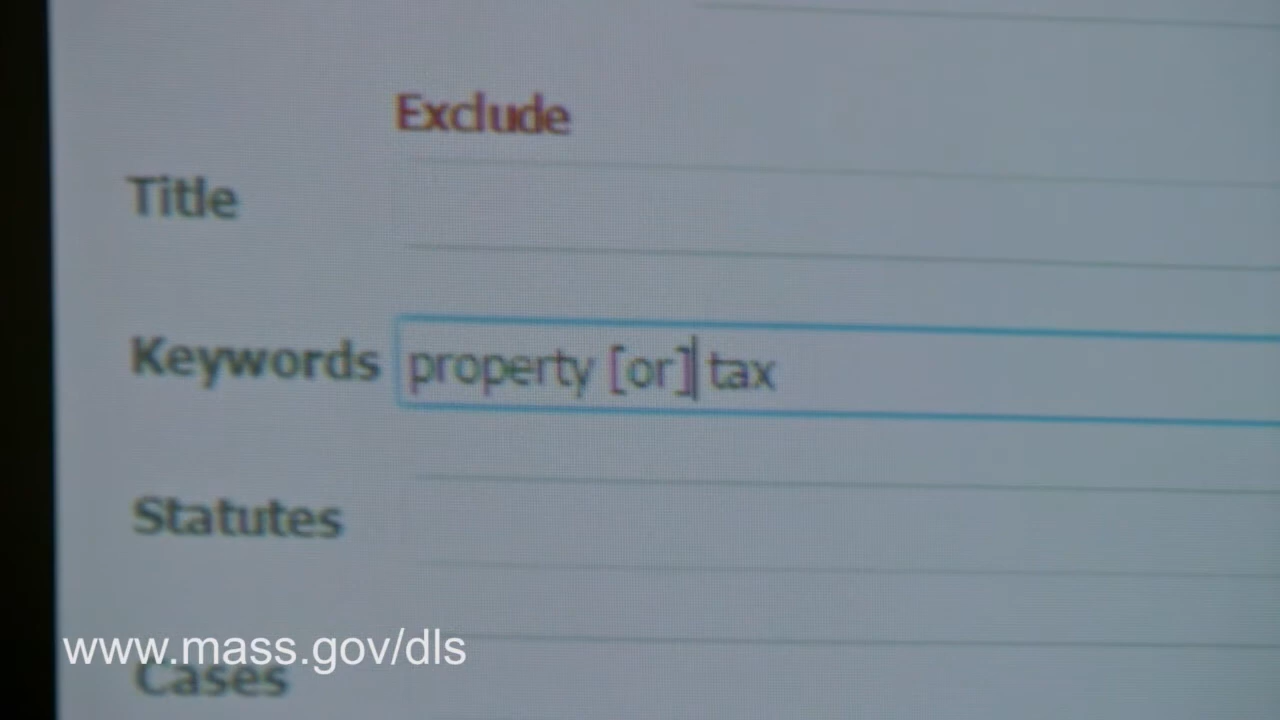 Exclude
Title
Keywords property [or] tax
Statutes
www.mass.gov/dls
Cases